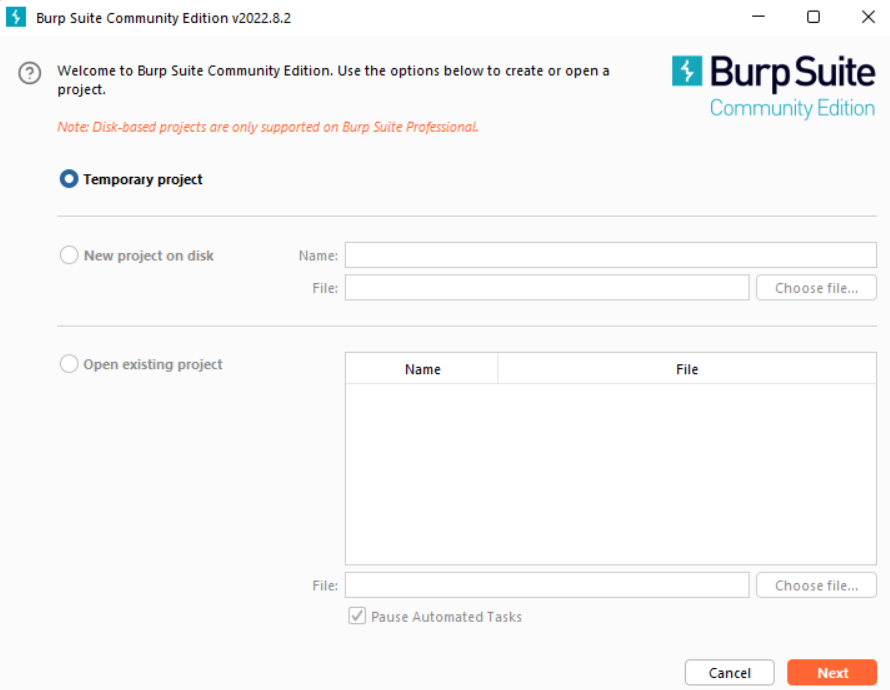 Burp Suite Community Edition v2022.8.2
Welcome to Burp Suite Community Edition. Use the options below to create or open a
project.
Note: Disk-based projects are only supported on Burp Suite Professional.
Burp Suite
Community Edition
Temporary project
New project on disk
Name:
File:
Choose file...
Open existing project
Name
File
File:
Choose file...
Pause Automated Tasks
Cancel
Next